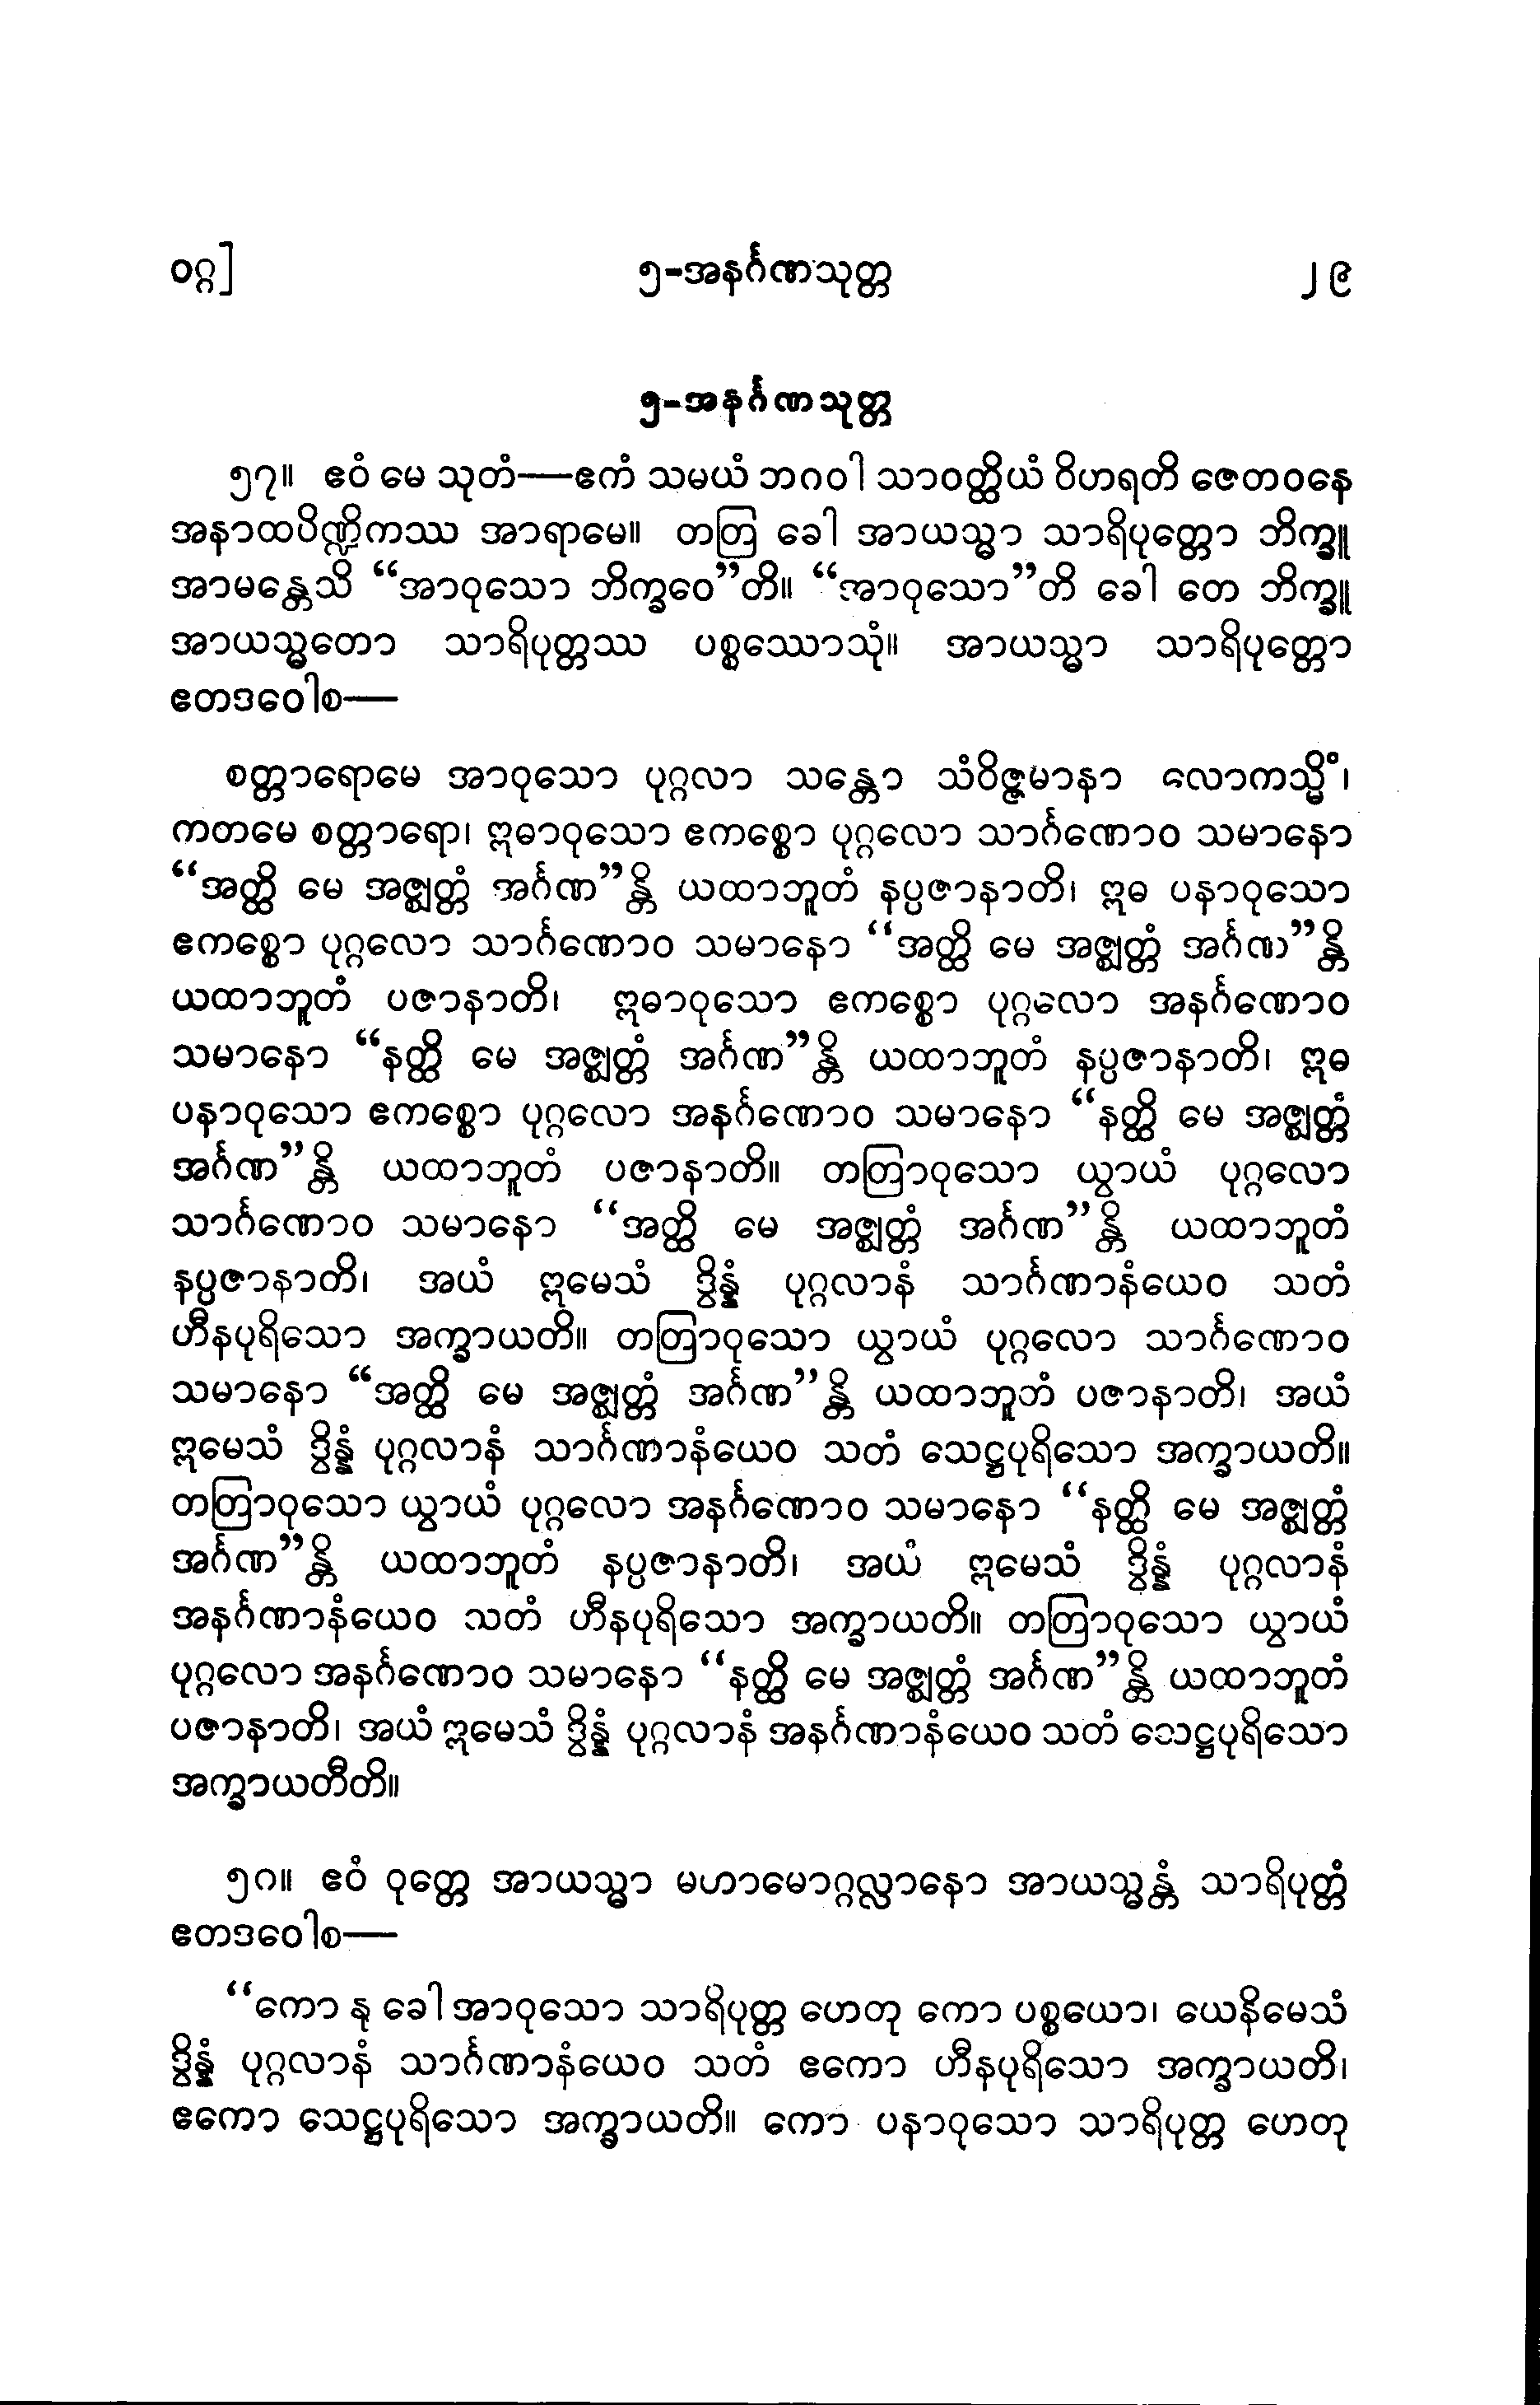 ဝဂ္ဂ] ၅-အနင်္ဂဏသုတ္တ ၂၉
၅-အနင်္ဂဏသုတ္တ
၅၇။ ဧဝံ မေ သုတံ—ဧကံ သမယံ ဘဂဝါ သာဝတ္ထိယံ ဝိဟရတိ ဇေတဝနေ
အနာထပိဏ္ဍိကဿ အာရာမေ။ တတြ ခေါ အာယသ္မာ သာရိပုတ္တော ဘိက္ခူ
အာမန္တေသိ “အာဝုသော ဘိက္ခဝေ”တိ။ “အာဝုသော”တိ ခေါ တေ ဘိက္ခူ
အာယသ္မတော သာရိပုတ္တဿ ပစ္စဿောသုံ။ အာယသ္မာ သာရိပုတ္တော
ဧတဒဝေါစ—
စတ္တာရောမေ အာဝုသော ပုဂ္ဂလာ သန္တော သံဝိဇ္ဇမာနာ လောကသ္မိံ၊
ကတမေ စတ္တာရော၊ ဣဓာဝုသော ဧကစ္စော ပုဂ္ဂလော သာင်္ဂဏောဝ သမာနော
“အတ္ထိ မေ အဇ္ဈတ္တံ အင်္ဂဏ”န္တိ ယထာဘူတံ နပ္ပဇာနာတိ၊ ဣဓ ပနာဝုသော
ဧကစ္စော ပုဂ္ဂလော သာင်္ဂဏောဝ သမာနော “အတ္ထိ မေ အဇ္ဈတ္တံ အင်္ဂဏ”န္တိ
ယထာဘူတံ ပဇာနာတိ၊ ဣဓာဝုသော ဧကစ္စော ပုဂ္ဂလော အနင်္ဂဏောဝ
သမာနော “နတ္ထိ မေ အဇ္ဈတ္တံ အင်္ဂဏ”န္တိ ယထာဘူတံ နပ္ပဇာနာတိ၊ ဣဓ
ပနာဝုသော ဧကစ္စော ပုဂ္ဂလော အနင်္ဂဏောဝ သမာနော “နတ္ထိ မေ အဇ္ဈတ္တံ
အင်္ဂဏ”န္တိ ယထာဘူတံ ပဇာနာတိ။ တတြာဝုသော ယွာယံ ပုဂ္ဂလော
သာင်္ဂဏောဝ သမာနော “အတ္ထိ မေ အဇ္ဈတ္တံ အင်္ဂဏ”န္တိ ယထာဘူတံ
နပ္ပဇာနာတိ၊ အယံ ဣမေသံ ဒွိန္နံ ပုဂ္ဂလာနံ သာင်္ဂဏာနံယေဝ သတံ
ဟီနပုရိသော အက္ခာယတိ။ တတြာဝုသော ယွာယံ ပုဂ္ဂလော သာင်္ဂဏောဝ
သမာနော “အတ္ထိ မေ အဇ္ဈတ္တံ အင်္ဂဏ”န္တိ ယထာဘူတံ ပဇာနာတိ၊ အယံ
ဣမေသံ ဒွိန္နံ ပုဂ္ဂလာနံ သာင်္ဂဏာနံယေဝ သတံ သေဋ္ဌပုရိသော အက္ခာယတိ။
တတြာဝုသော ယွာယံ ပုဂ္ဂလော အနင်္ဂဏောဝ သမာနော “နတ္ထိ မေ အဇ္ဈတ္တံ
အင်္ဂဏ”န္တိ ယထာဘူတံ နပ္ပဇာနာတိ၊ အယံ ဣမေသံ ဒွိန္နံ ပုဂ္ဂလာနံ
အနင်္ဂဏာနံယေဝ သတံ ဟီနပုရိသော အက္ခာယတိ။ တတြာဝုသော ယွာယံ
ပုဂ္ဂလော အနင်္ဂဏောဝ သမာနော “နတ္ထိ မေ အဇ္ဈတ္တံ အင်္ဂဏ”န္တိ ယထာဘူတံ
ပဇာနာတိ၊ အယံ ဣမေသံ ဒွိန္နံ ပုဂ္ဂလာနံ အနင်္ဂဏာနံယေဝ သတံ သေဋ္ဌပုရိသော
အက္ခာယတီတိ။
၅၈။ ဧဝံ ဝုတ္တေ အာယသ္မာ မဟာမောဂ္ဂလ္လာနော အာယသ္မန္တံ သာရိပုတ္တံ
ဧတဒဝေါစ—
“ကော နု ခေါ အာဝုသော သာရိပုတ္တ ဟေတု ကော ပစ္စယော၊ ယေနိမေသံ
ဒွိန္နံ ပုဂ္ဂလာနံ သာင်္ဂဏာနံယေဝ သတံ ဧကော ဟီနပုရိသော အက္ခာယတိ၊
ဧကော သေဋ္ဌပုရိသော အက္ခာယတိ။ ကော ပနာဝုသော သာရိပုတ္တ ဟေတု